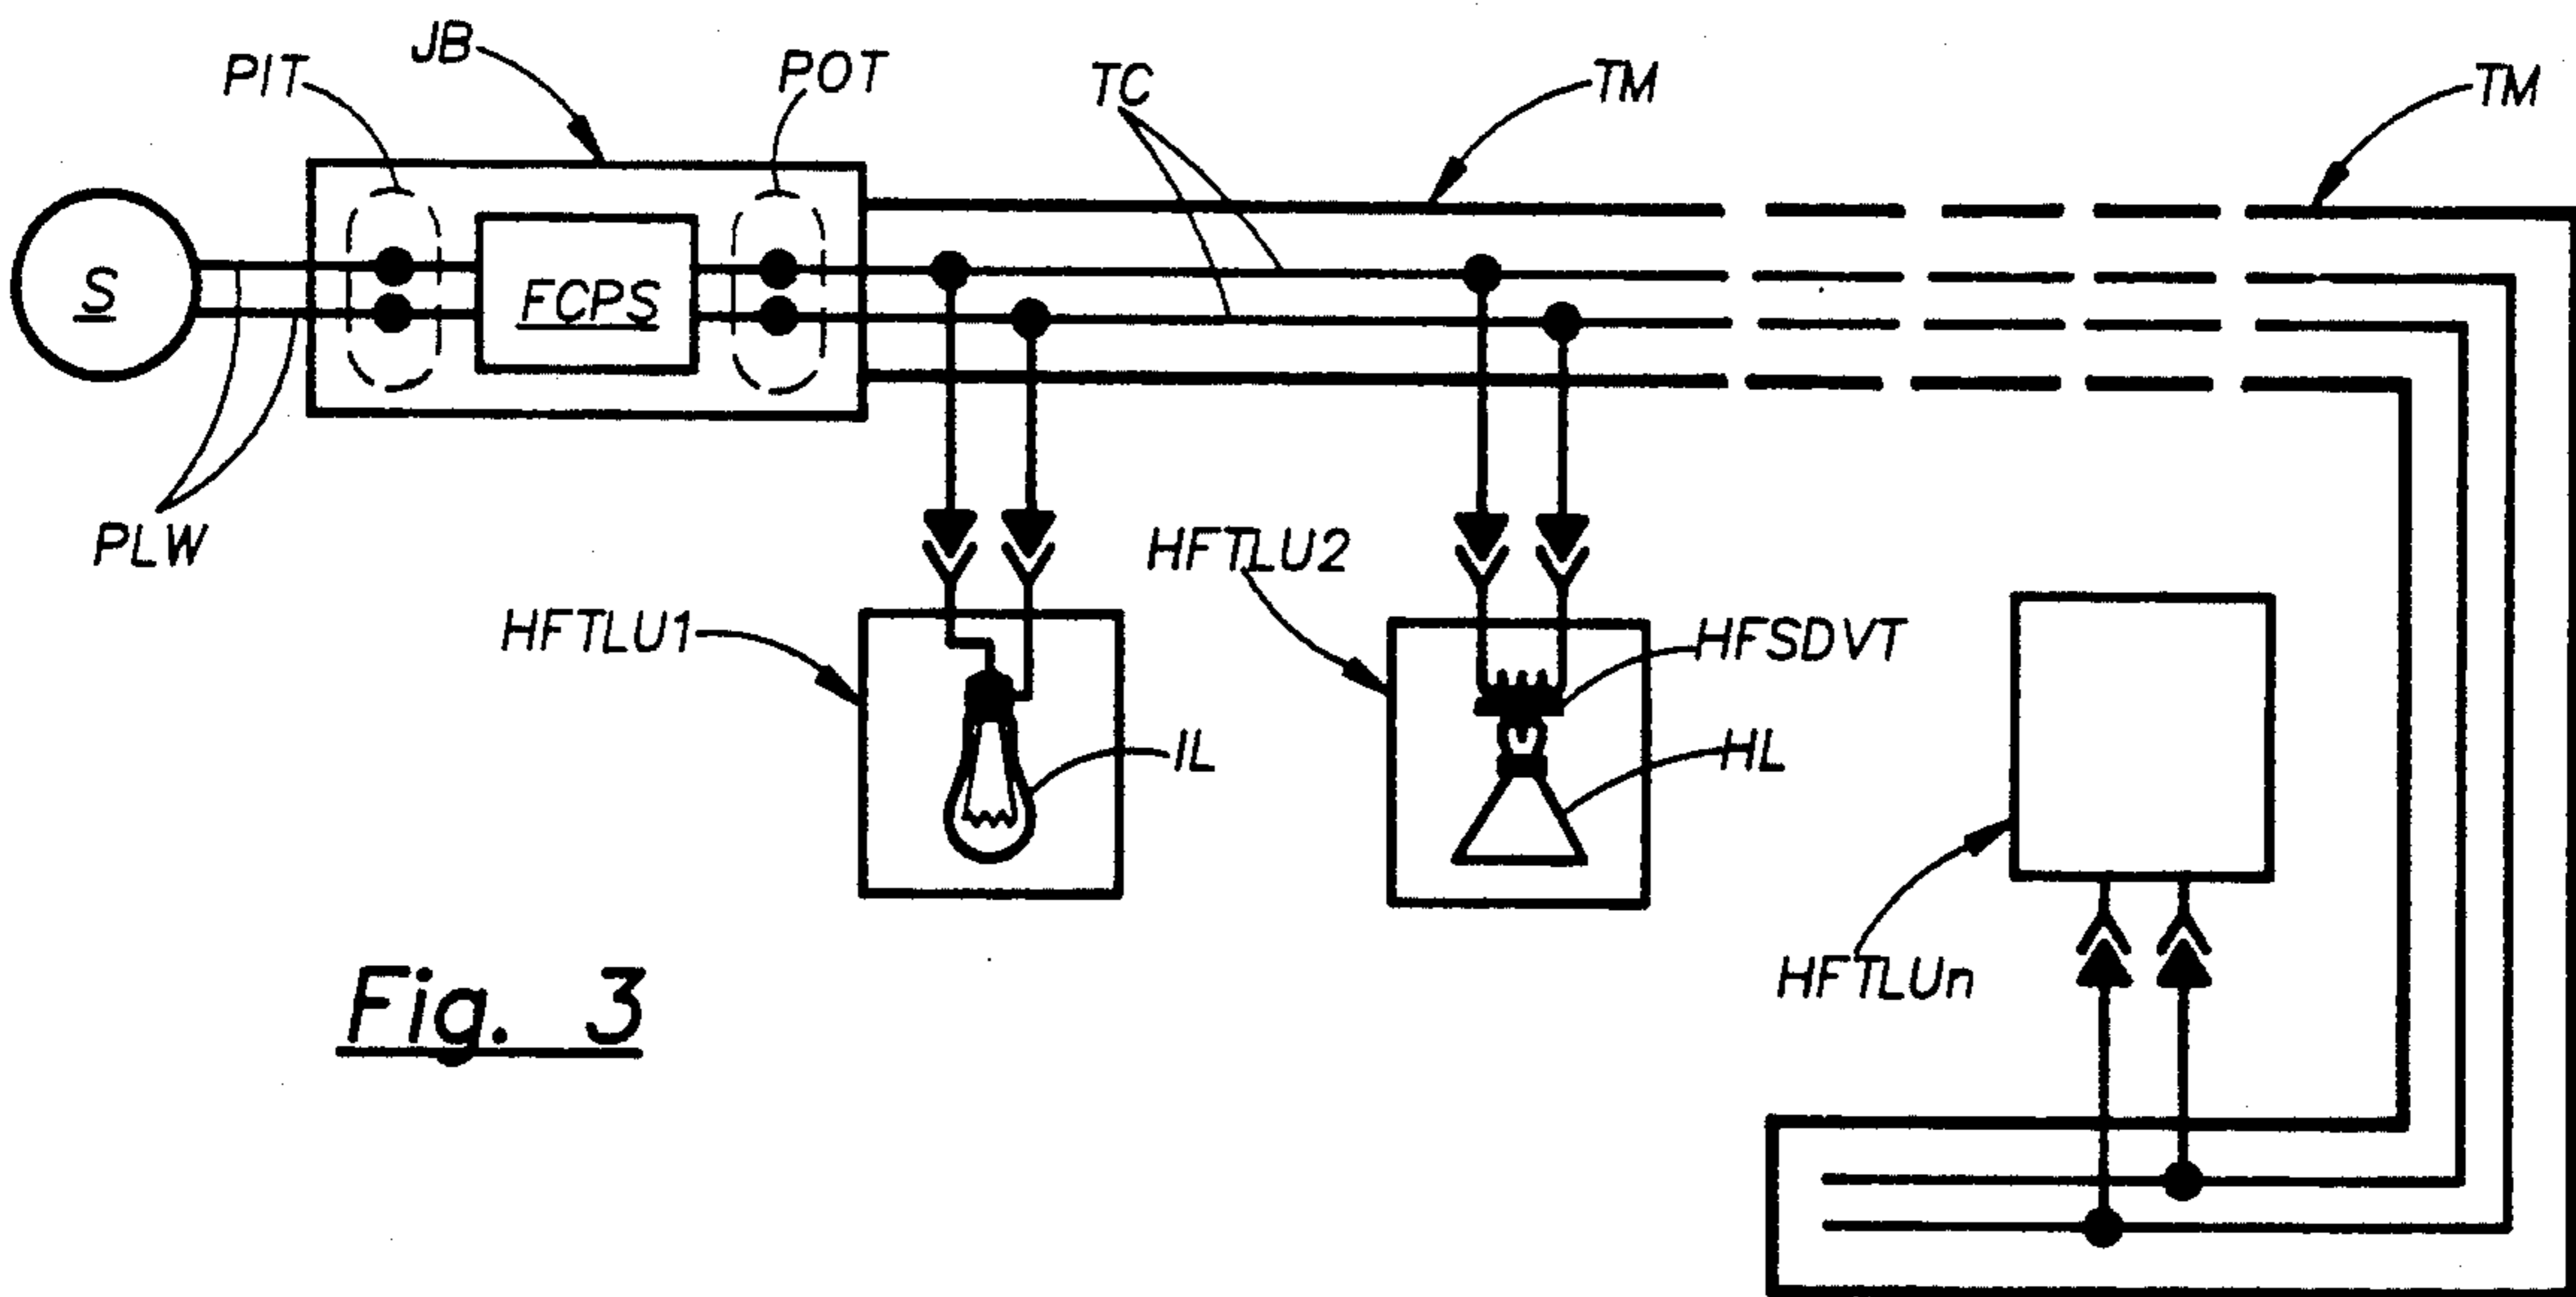 JB
PIT
POT
TC
TM
TM
S
FCPS
PLW
HFTLU1
IL
HFTLU2
HFSDVT
HL
HFTLUn
Fig. 3